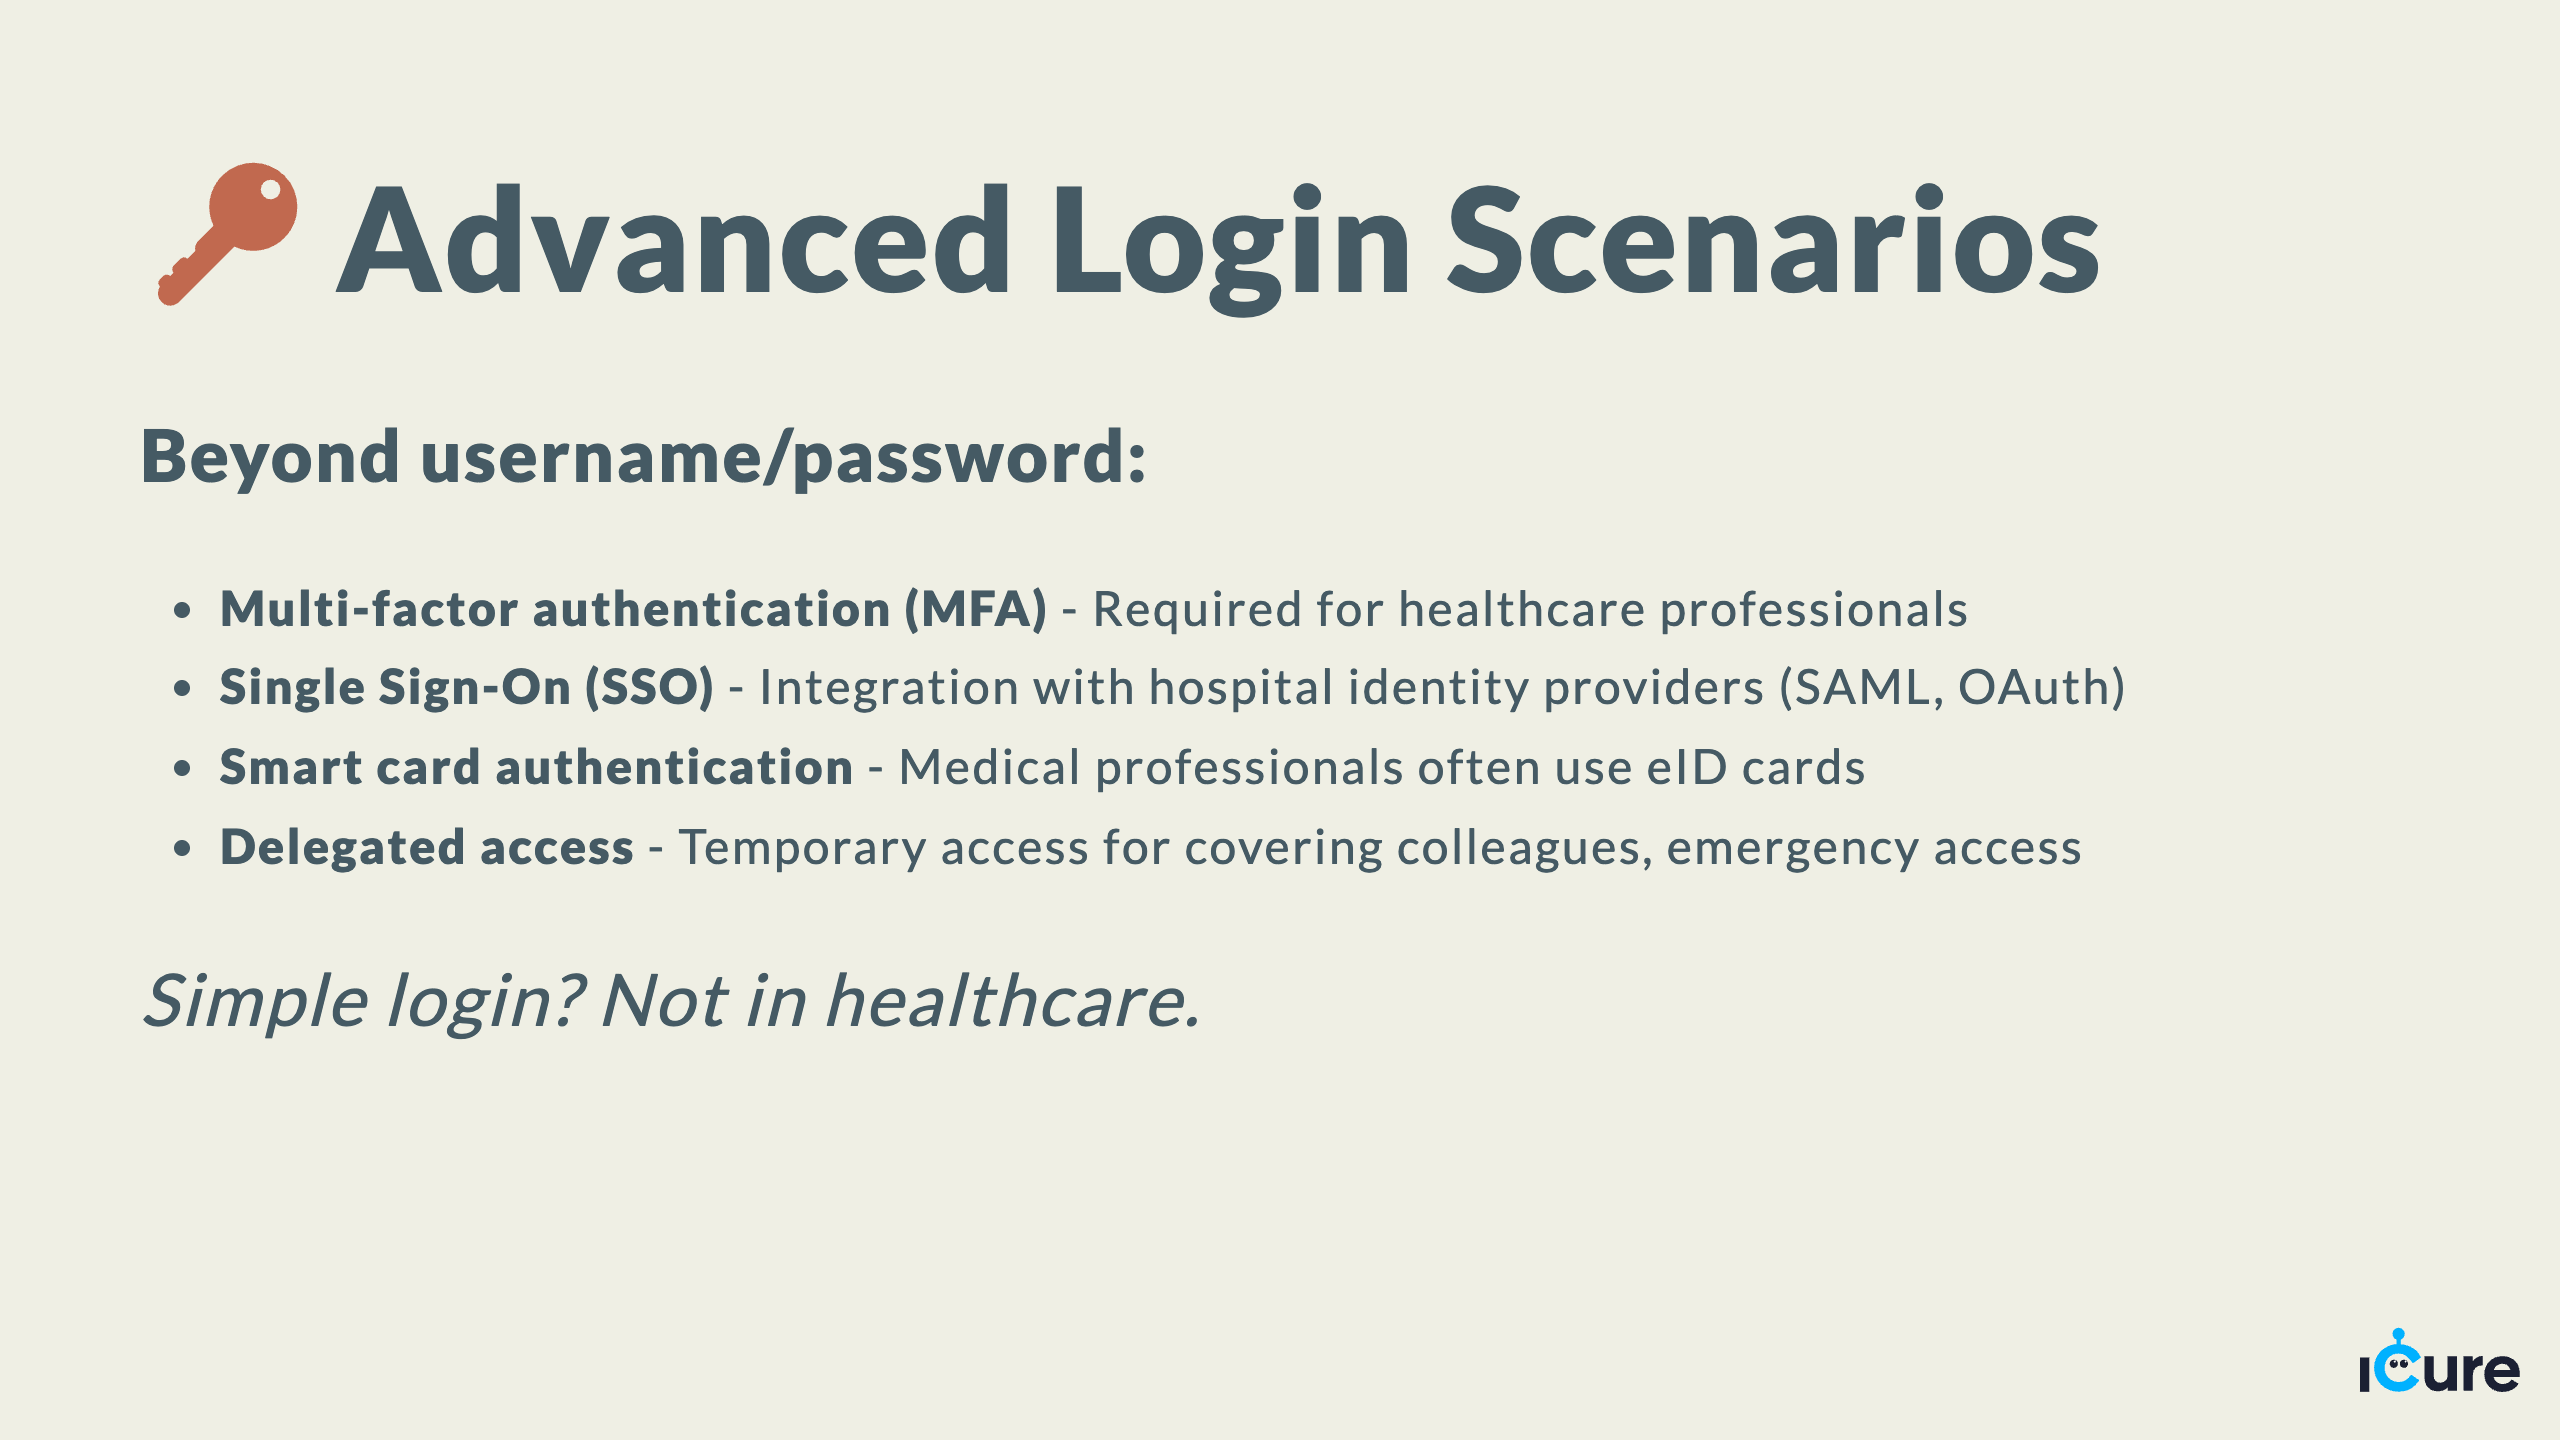 Advanced Login Scenarios
Beyond username/password:
• Multi-factor authentication (MFA) - Required for healthcare professionals
• Single Sign-On (SSO) - Integration with hospital identity providers (SAML, OAuth)
• Smart card authentication - Medical professionals often use eID cards
• Delegated access - Temporary access for covering colleagues, emergency access
Simple login? Not in healthcare.
iCure